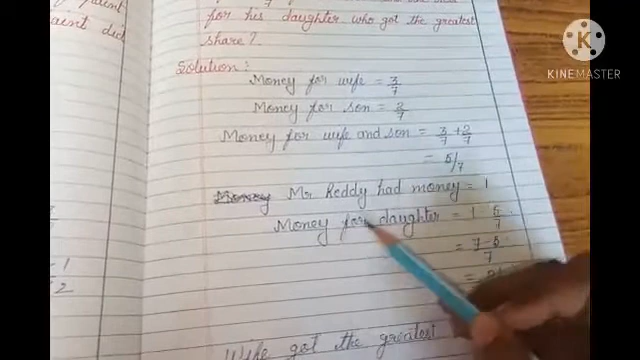 for his daughter who got the greatest
share?
Solution:
Money for wife = 3/7
Money for son = 2/7
Money for wife and son = 3/7 + 2/7
= 5/7
Mr Reddy had money = 1
Money for daughter = 1 5/7
= 7-5/7
Wife got the greatest
KINEMASTER